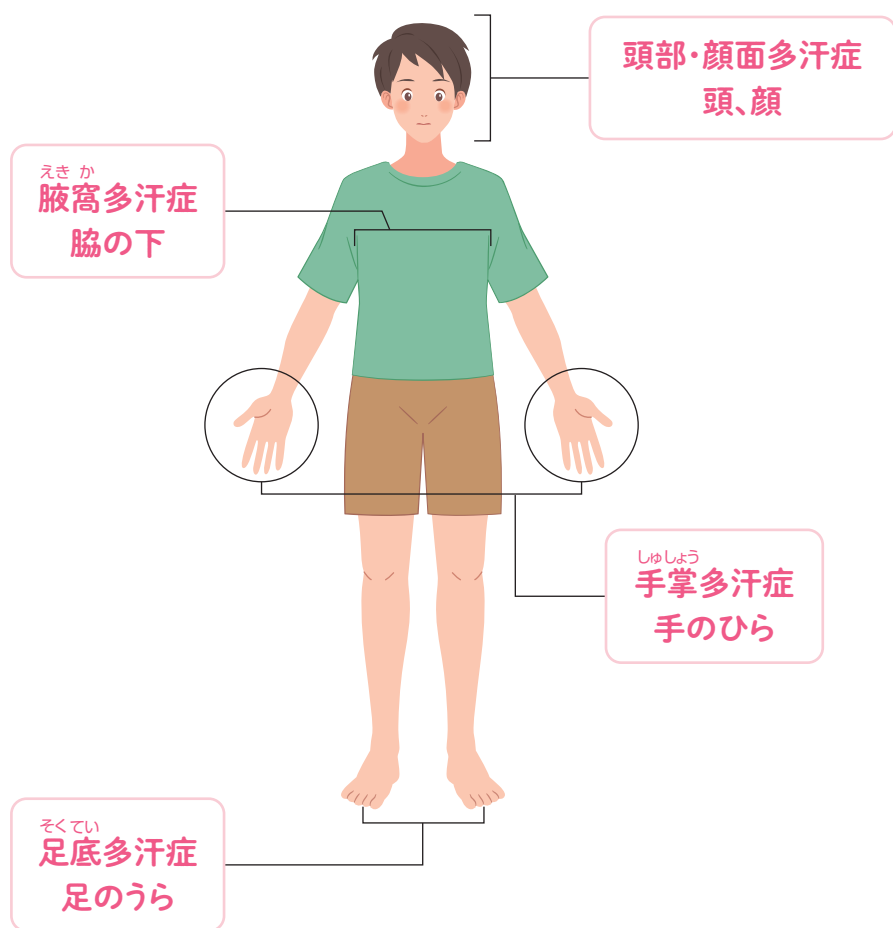 頭部・顔面多汗症
頭、顔
えきか
腋窩多汗症
脇の下
しゅしょう
手掌多汗症
手のひら
そくてい
足底多汗症
足のうら